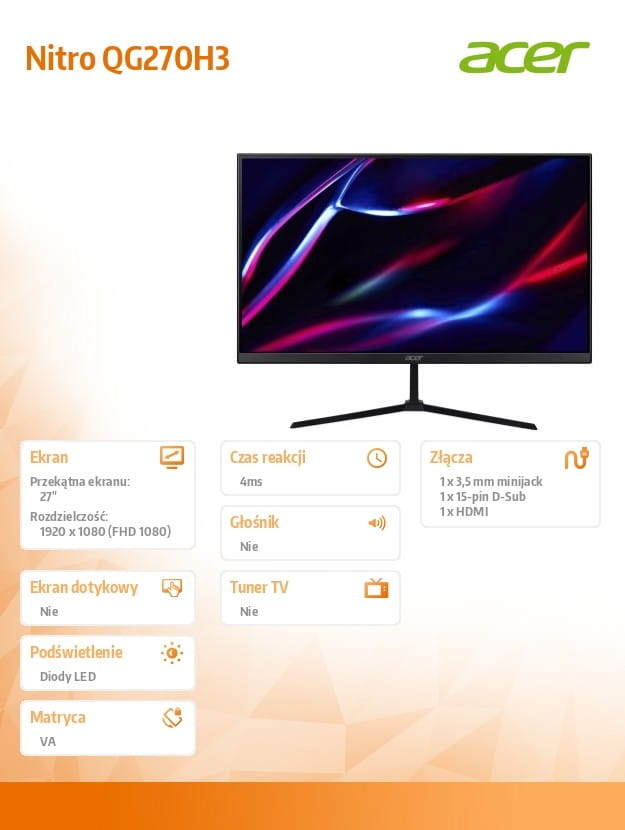 Nitro QG270H3
acer
acer
Ekran
Przekątna ekranu:
27"
Rozdzielczość:
1920 x 1080 (FHD 1080)
Czas reakcji
4ms
Złącza
1 x 3,5 mm minijack
1 x 15-pin D-Sub
1 x HDMI
Głośnik
Nie
Ekran dotykowy
Nie
Tuner TV
Nie
Podświetlenie
Diody LED
Matryca
VA